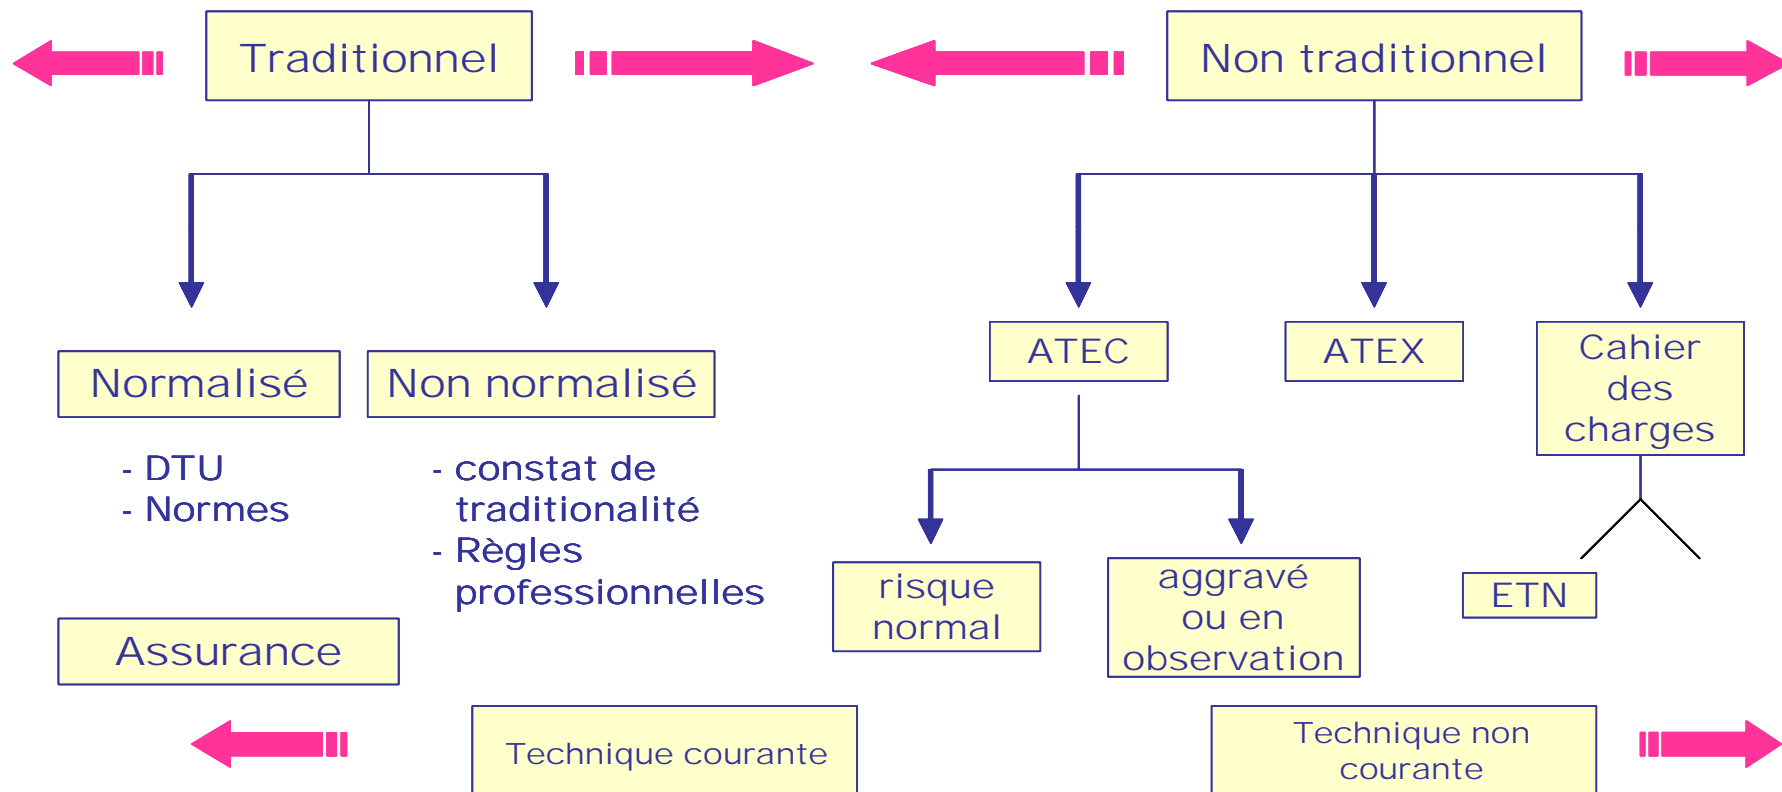 Traditionnel
Non traditionnel
Normalisé
Non normalisé
- DTU
- Normes
- constat de
traditionalité
- Règles
professionnelles
ATEC
ATEX
Cahier
des
charges
risque
normal
aggravé
ou en
observation
ETN
Assurance
Technique courante
Technique non
courante